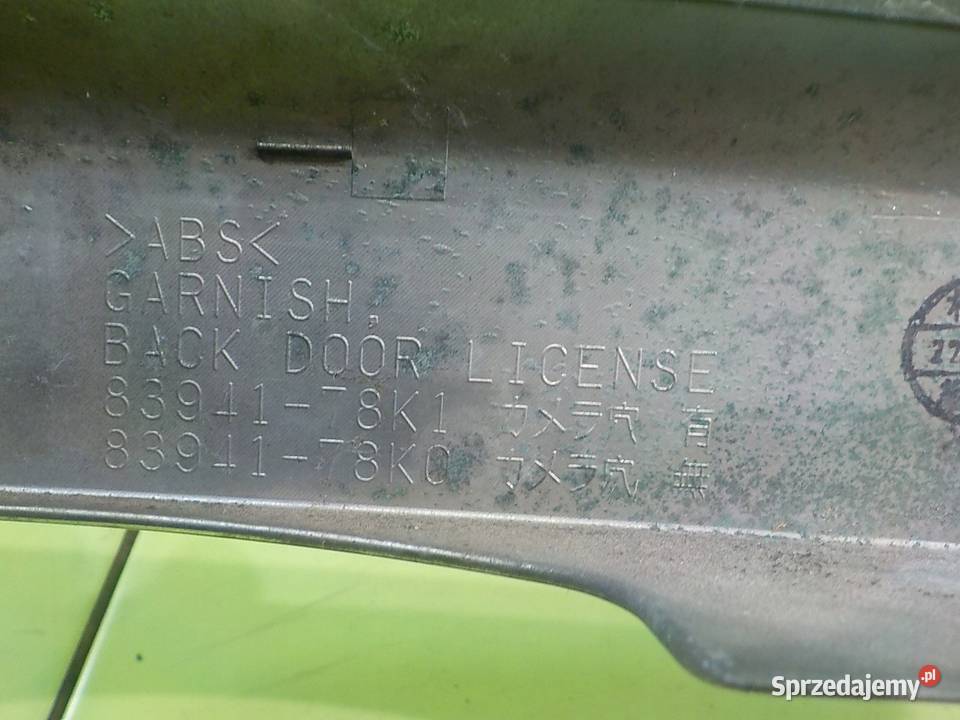 >ABS<
GARNISH,
BACK DOOR LICENSE
83941-78K1 カメラ穴 有
83941-78K0 カメラ穴 無
Sprzedajemy.pl